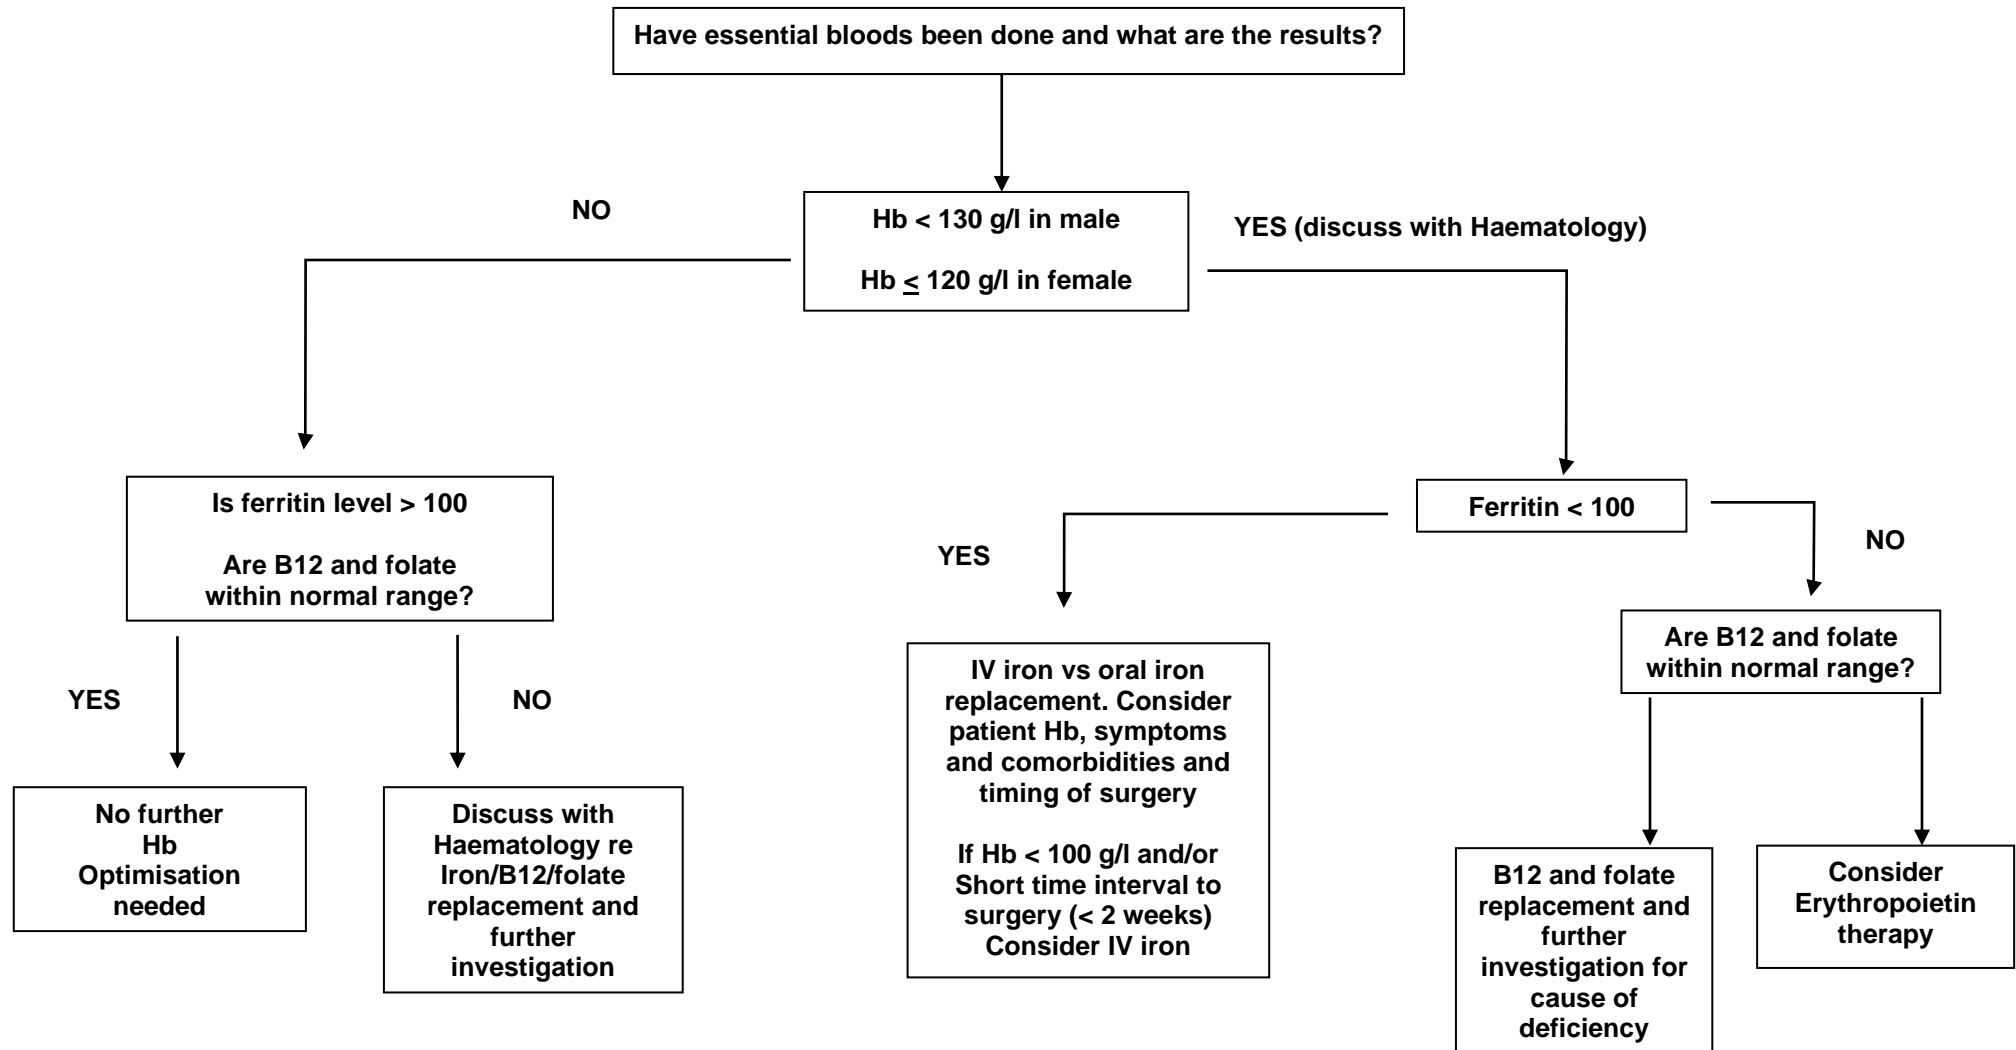 Have essential bloods been done and what are the results?
NO
Hb < 130 g/l in male
Hb ≤ 120 g/l in female
YES (discuss with Haematology)
Is ferritin level > 100
Are B12 and folate
within normal range?
Ferritin < 100
YES
NO
YES
NO
No further
Hb
Optimisation
needed
Discuss with
Haematology re
Iron/B12/folate
replacement and
further
investigation
IV iron vs oral iron
replacement. Consider
patient Hb, symptoms
and comorbidities and
timing of surgery
If Hb < 100 g/l and/or
Short time interval to
surgery (< 2 weeks)
Consider IV iron
Are B12 and folate
within normal range?
B12 and folate
replacement and
further
investigation for
cause of
deficiency
Consider
Erythropoietin
therapy